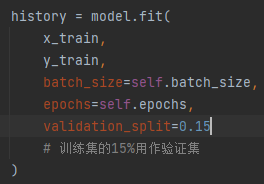 history = model.fit(
    x_train,
    y_train,
    batch_size=self.batch_size,
    epochs=self.epochs,
    validation_split=0.15
    # 训练集的15%用作验证集
)